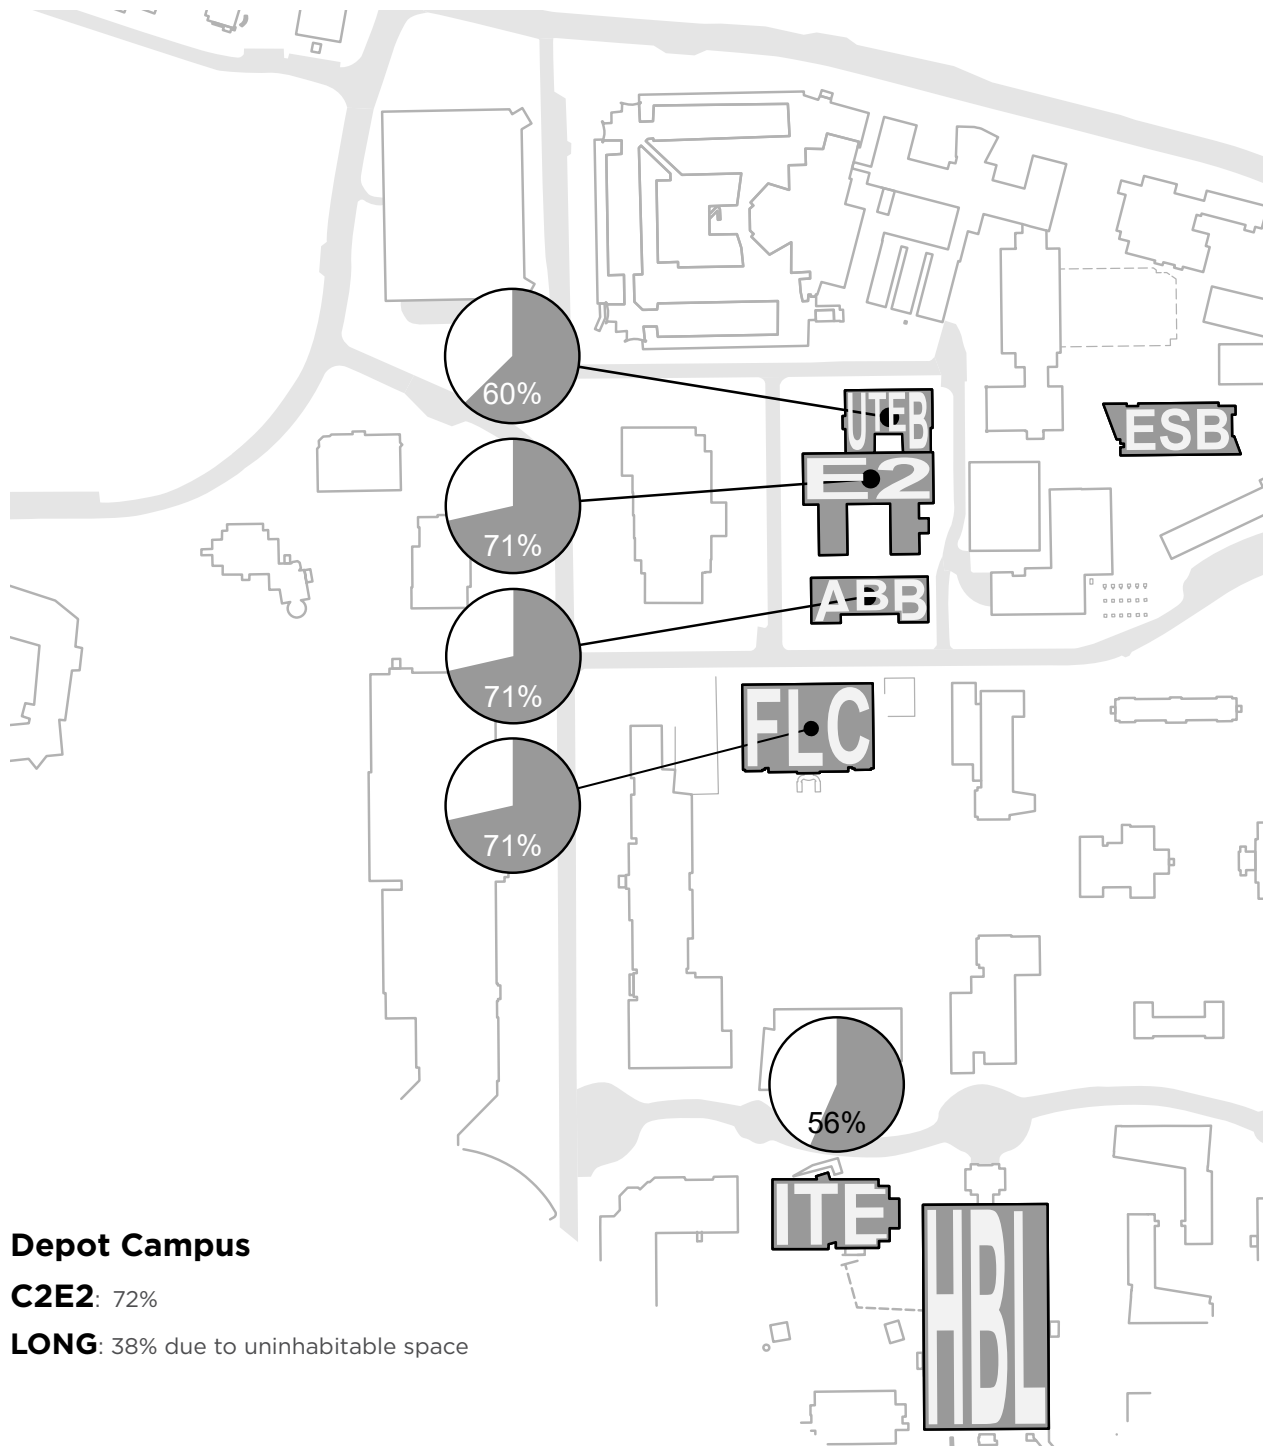 60%
UTEB
ESB
E2
71%
ABB
71%
FLC
71%
56%
ITE
HBL
Depot Campus
C2E2: 72%
LONG: 38% due to uninhabitable space